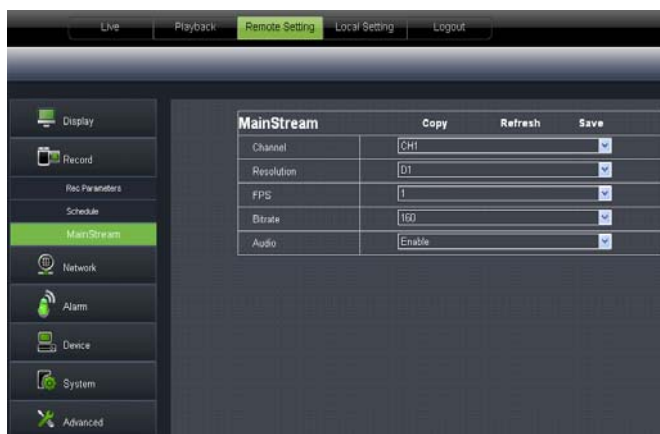 Live Playback Remote Setting Local Setting Logout
Display
Record
Rec Parameters
Schedule
MainStream
Network
Alarm
Device
System
Advanced
MainStream Copy Refresh Save
Channel CH1
Resolution D1
FPS 1
Bitrate 160
Audio Enable